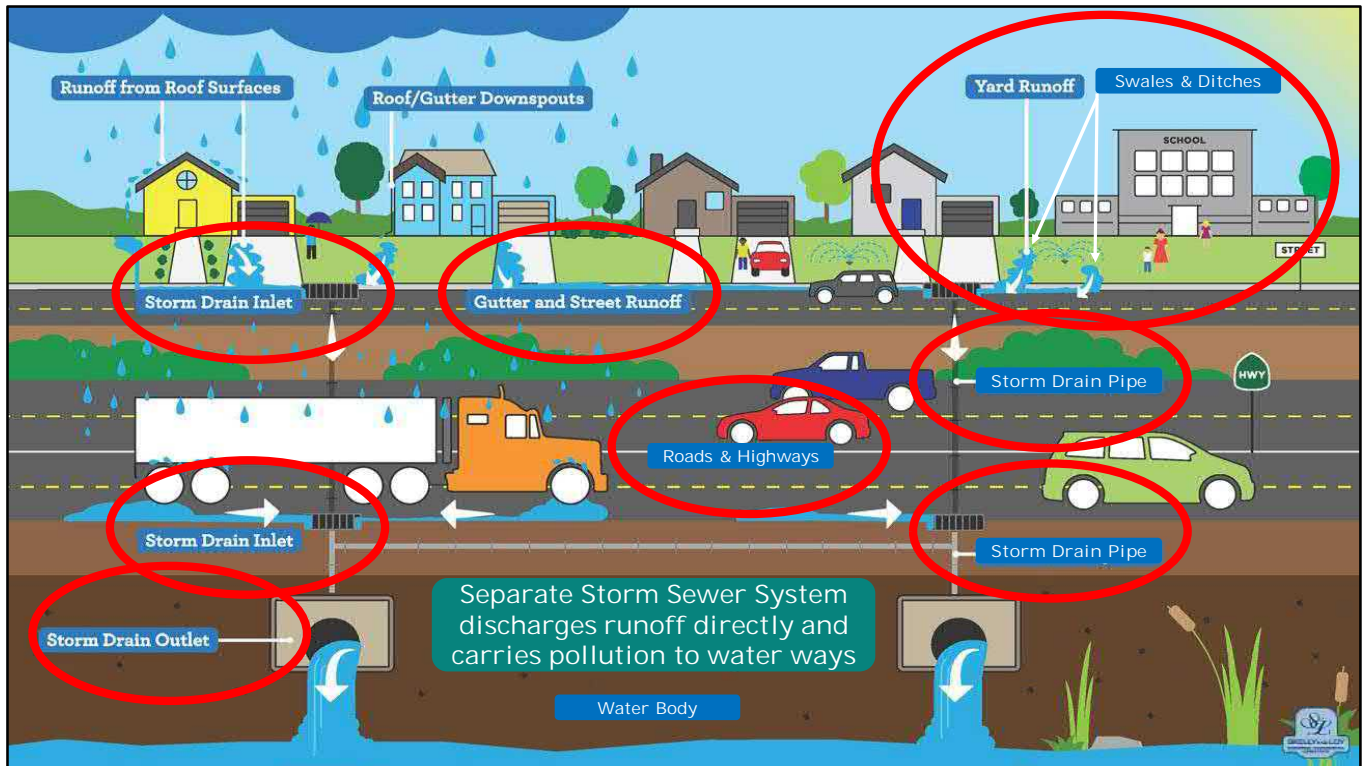 Runoff from Roof Surfaces
Roof/Gutter Downspouts
Yard Runoff
Swales & Ditches
SCHOOL
STREET
Storm Drain Inlet
Gutter and Street Runoff
Storm Drain Pipe
HWY
Roads & Highways
Storm Drain Inlet
Storm Drain Pipe
Separate Storm Sewer System
discharges runoff directly and
carries pollution to water ways
Storm Drain Outlet
Water Body